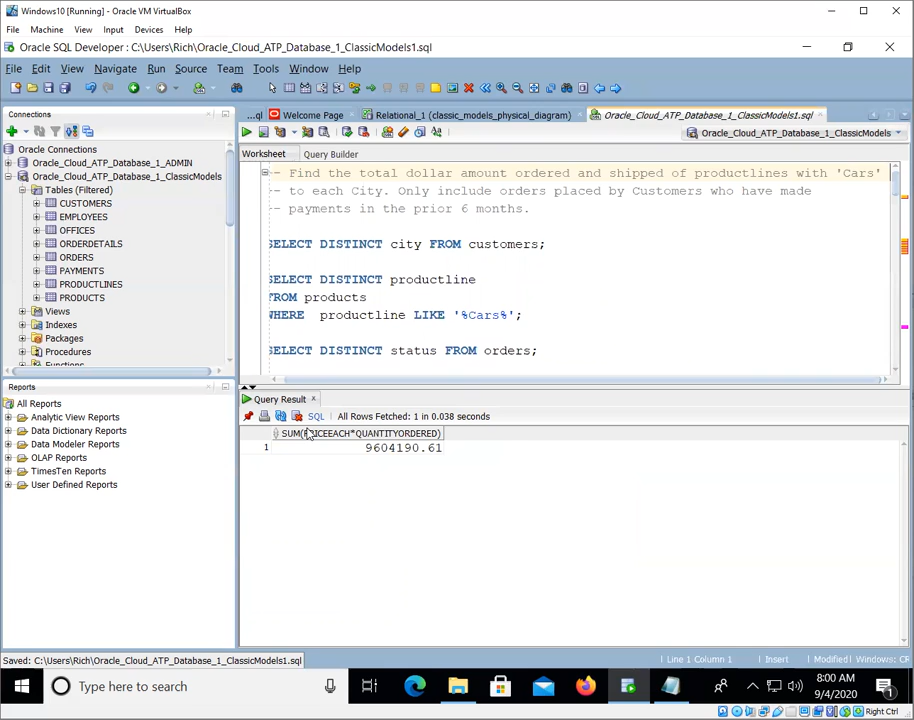 Windows10 [Running] - Oracle VM VirtualBox
File Machine View Input Devices Help
Oracle SQL Developer : C:\Users\Rich\Oracle_Cloud_ATP_Database_1_ClassicModels1.sql
File Edit View Navigate Run Source Team Tools Window Help
Connections
...ql Welcome Page Relational_1 (classic_models_physical_diagram) Oracle_Cloud_ATP_Database_1_ClassicModels1.sql
Oracle_Cloud_ATP_Database_1_ClassicModels
Worksheet Query Builder
Oracle Connections
Oracle_Cloud_ATP_Database_1_ADMIN
Oracle_Cloud_ATP_Database_1_ClassicModels
Tables (Filtered)
CUSTOMERS
EMPLOYEES
OFFICES
ORDERDETAILS
ORDERS
PAYMENTS
PRODUCTLINES
PRODUCTS
Views
Indexes
Packages
Procedures
Functions
-- Find the total dollar amount ordered and shipped of productlines with 'Cars'
-- to each City. Only include orders placed by Customers who have made
-- payments in the prior 6 months.
SELECT DISTINCT city FROM customers;
SELECT DISTINCT productline
FROM products
WHERE productline LIKE '%Cars%';
SELECT DISTINCT status FROM orders;
Reports
All Reports
Analytic View Reports
Data Dictionary Reports
Data Modeler Reports
OLAP Reports
TimesTen Reports
User Defined Reports
Query Result
SQL All Rows Fetched: 1 in 0.038 seconds
SUM(PRICEEACH*QUANTITYORDERED)
1 9604190.61
Saved: C:\Users\Rich\Oracle_Cloud_ATP_Database_1_ClassicModels1.sql
Line 1 Column 1 Insert Modified Windows: CR
Type here to search
8:00 AM
9/4/2020
1
Right Ctrl